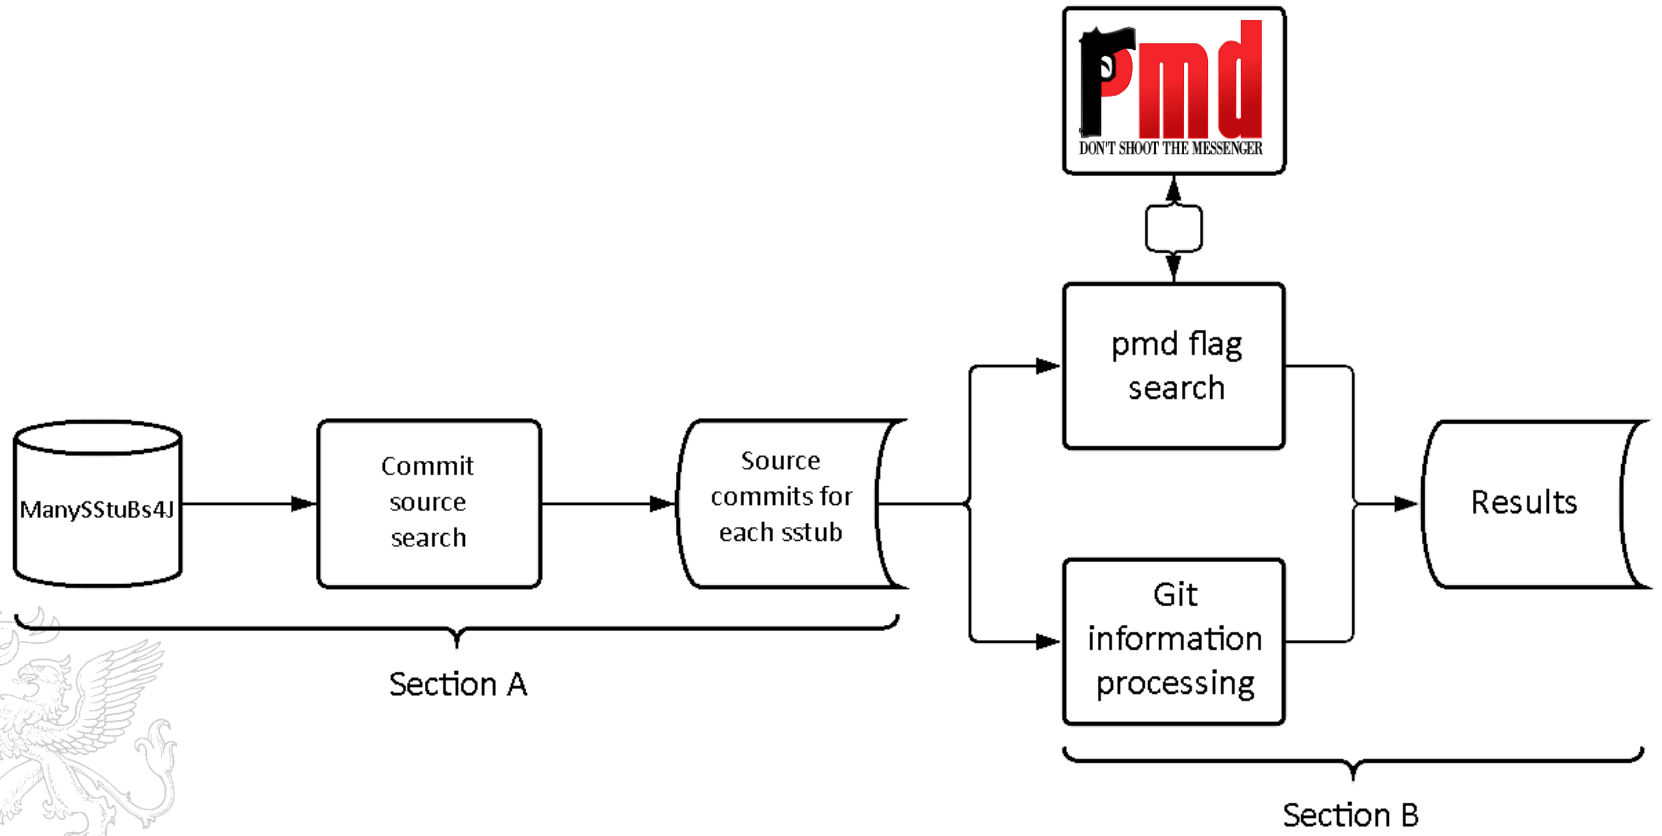 pmd
DON'T SHOOT THE MESSENGER
pmd flag
search
ManySStuBs4J
Commit
source
search
Source
commits for
each sstub
Results
Git
information
processing
Section A
Section B